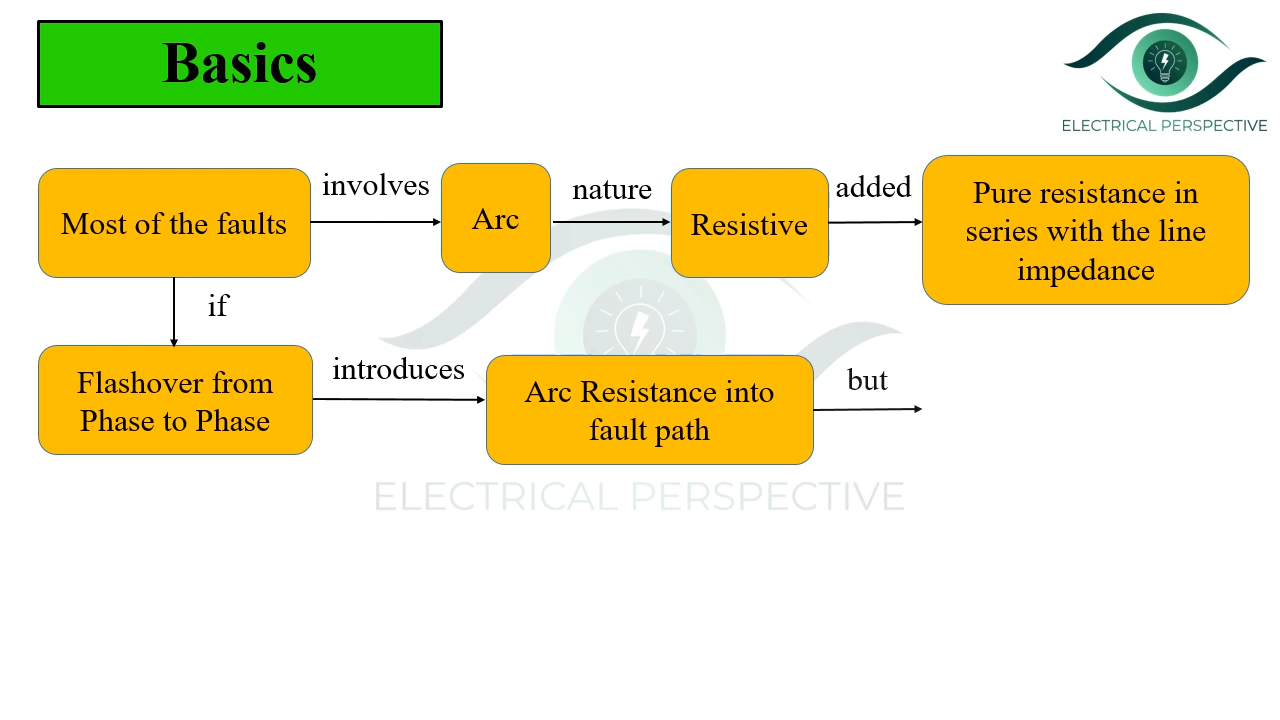 Basics
ELECTRICAL PERSPECTIVE
Most of the faults
involves
Arc
nature
Resistive
added
Pure resistance in
series with the line
impedance
if
Flashover from
Phase to Phase
introduces
Arc Resistance into
fault path
but
ELECTRICAL PERSPECTIVE